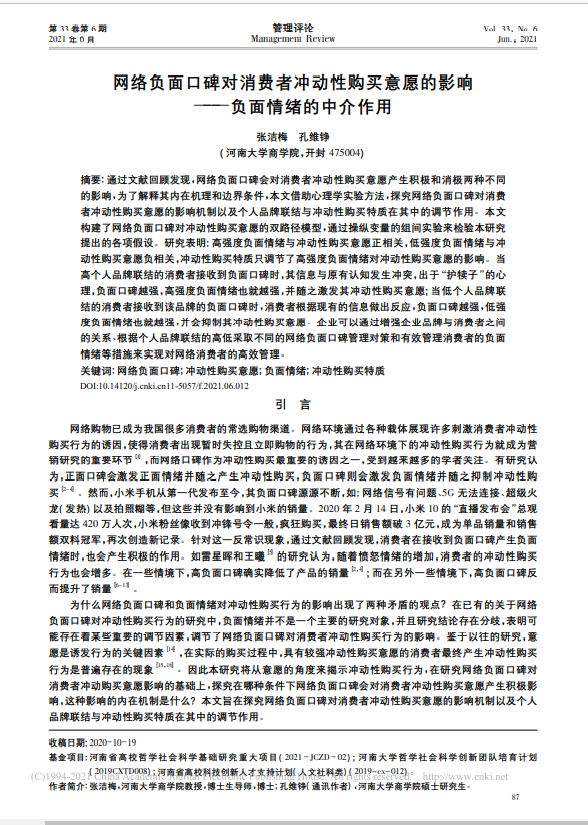 第 33 卷第 6 期
管理评论
Vol. 33, No. 6
2021 年 6 月
Management Review
Jun., 2021
网络负面口碑对消费者冲动性购买意愿的影响
——负面情绪的中介作用
张洁梅 孔维铮
(河南大学商学院,开封 475004)
摘要: 通过文献回顾发现,网络负面口碑会对消费者冲动性购买意愿产生积极和消极两种不同
的影响,为了解释其内在机理和边界条件,本文借助心理学实验方法,探究网络负面口碑对消费
者冲动性购买意愿的影响机制以及个人品牌联结与冲动性购买特质在其中的调节作用。本文
构建了网络负面口碑对冲动性购买意愿的双路径模型,通过操纵变量的组间实验来检验本研究
提出的各项假设。研究表明: 高强度负面情绪与冲动性购买意愿正相关,低强度负面情绪与冲
动性购买意愿负相关,冲动性购买特质只调节了高强度负面情绪对冲动性购买意愿的影响。当
高个人品牌联结的消费者接收到负面口碑时,其信息与原有认知发生冲突,出于“护犊子”的心
理,负面口碑越强,高强度负面情绪也就越强,并随之激发其冲动性购买意愿; 当低个人品牌联
结的消费者接收到该品牌的负面口碑时,消费者根据现有的信息做出反应,负面口碑越强,低强
度负面情绪也就越强,并会抑制其冲动性购买意愿。企业可以通过增强企业品牌与消费者之间
的关系、根据个人品牌联结的高低采取不同的网络负面口碑管理对策和有效管理消费者的负面
情绪等措施来实现对网络消费者的高效管理。
关键词: 网络负面口碑; 冲动性购买意愿; 负面情绪; 冲动性购买特质
DOI:10.14120/j.cnki.cn11-5057/f.2021.06.012
引 言
网络购物已成为我国很多消费者的常选购物渠道。网络环境通过各种载体展现许多刺激消费者冲动性
购买行为的诱因,使得消费者出现暂时失控且立即购物的行为,其在网络环境下的冲动性购买行为就成为营
销研究的重要环节[1],而网络口碑作为冲动性购买最重要的诱因之一,受到越来越多的学者关注。有研究认
为,正面口碑会激发正面情绪并随之产生冲动性购买,负面口碑则会激发负面情绪并随之抑制冲动性购
买[2-4]。然而,小米手机从第一代发布至今,其负面口碑源源不断,如: 网络信号有问题、5G 无法连接、超级火
龙(发热)以及拍照糊等,但这些并没有影响到小米的销量。2020 年 2 月 14 日,小米 10 的“直播发布会”总观
看量达 420 万人次,小米粉丝像收到冲锋号令一般,疯狂购买,最终日销售额破 3 亿元,成为单品销量和销售
额双料冠军,再次创造新记录。针对这一反常识现象,通过文献回顾发现,消费者在接收到负面口碑产生负面
情绪时,也会产生积极的作用。如雷星晖和王曦[5]的研究认为,随着愤怒情绪的增加,消费者的冲动性购买
行为也会增多。在一些情境下,高负面口碑确实降低了产品的销量[2,4]; 而在另外一些情境下,高负面口碑反
而提升了销量[6-13]。
为什么网络负面口碑和负面情绪对冲动性购买行为的影响出现了两种矛盾的观点? 在已有的关于网络
负面口碑对冲动性购买行为的研究中,负面情绪并不是一个主要的研究对象,并且研究结论存在分歧,表明可
能存在着某些重要的调节因素,调节了网络负面口碑对消费者冲动性购买行为的影响。鉴于以往的研究,意
愿是诱发行为的关键因素[14],在实际的购买过程中,具有较强冲动性购买意愿的消费者最终产生冲动性购买
行为是普遍存在的现象[15,16]。因此本研究将从意愿的角度来揭示冲动性购买行为,在研究网络负面口碑对
消费者冲动购买意愿影响的基础上,探究在哪种条件下网络负面口碑会对消费者冲动性购买意愿产生积极影
响,这种影响的内在机制是什么? 本文旨在探究网络负面口碑对消费者冲动性购买意愿的影响机制以及个人
品牌联结与冲动性购买特质在其中的调节作用。
收稿日期: 2020-10-19
基金项目: 河南省高校哲学社会科学基础研究重大项目(2021-JCZD-02); 河南大学哲学社会科学创新团队培育计划
(2019CXTD008); 河南省高校科技创新人才支持计划(人文社科类)(2019-cx-012)。
(C)1994-2021 China Academic Journal Electronic Publishing House. All rights reserved. http://www.cnki.net
作者简介: 张洁梅,河南大学商学院教授,博士生导师,博士; 孔维铮(通讯作者),河南大学商学院硕士研究生。
87